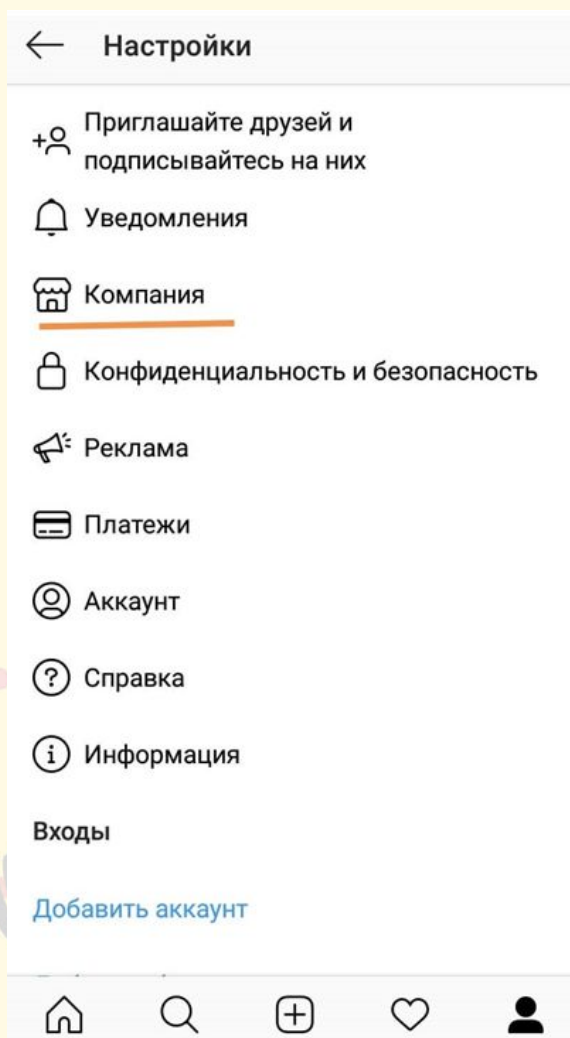 Настройки
Приглашайте друзей и
подписывайтесь на них
Уведомления
Компания
Конфиденциальность и безопасность
Реклама
Платежи
Аккаунт
Справка
Информация
Входы
Добавить аккаунт